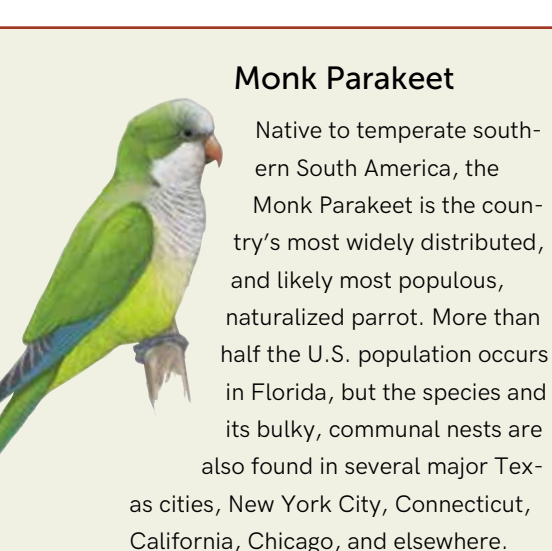 Monk Parakeet
Native to temperate south-
ern South America, the
Monk Parakeet is the coun-
try's most widely distributed,
and likely most populous,
naturalized parrot. More than
half the U.S. population occurs
in Florida, but the species and
its bulky, communal nests are
also found in several major Tex-
as cities, New York City, Connecticut,
California, Chicago, and elsewhere.